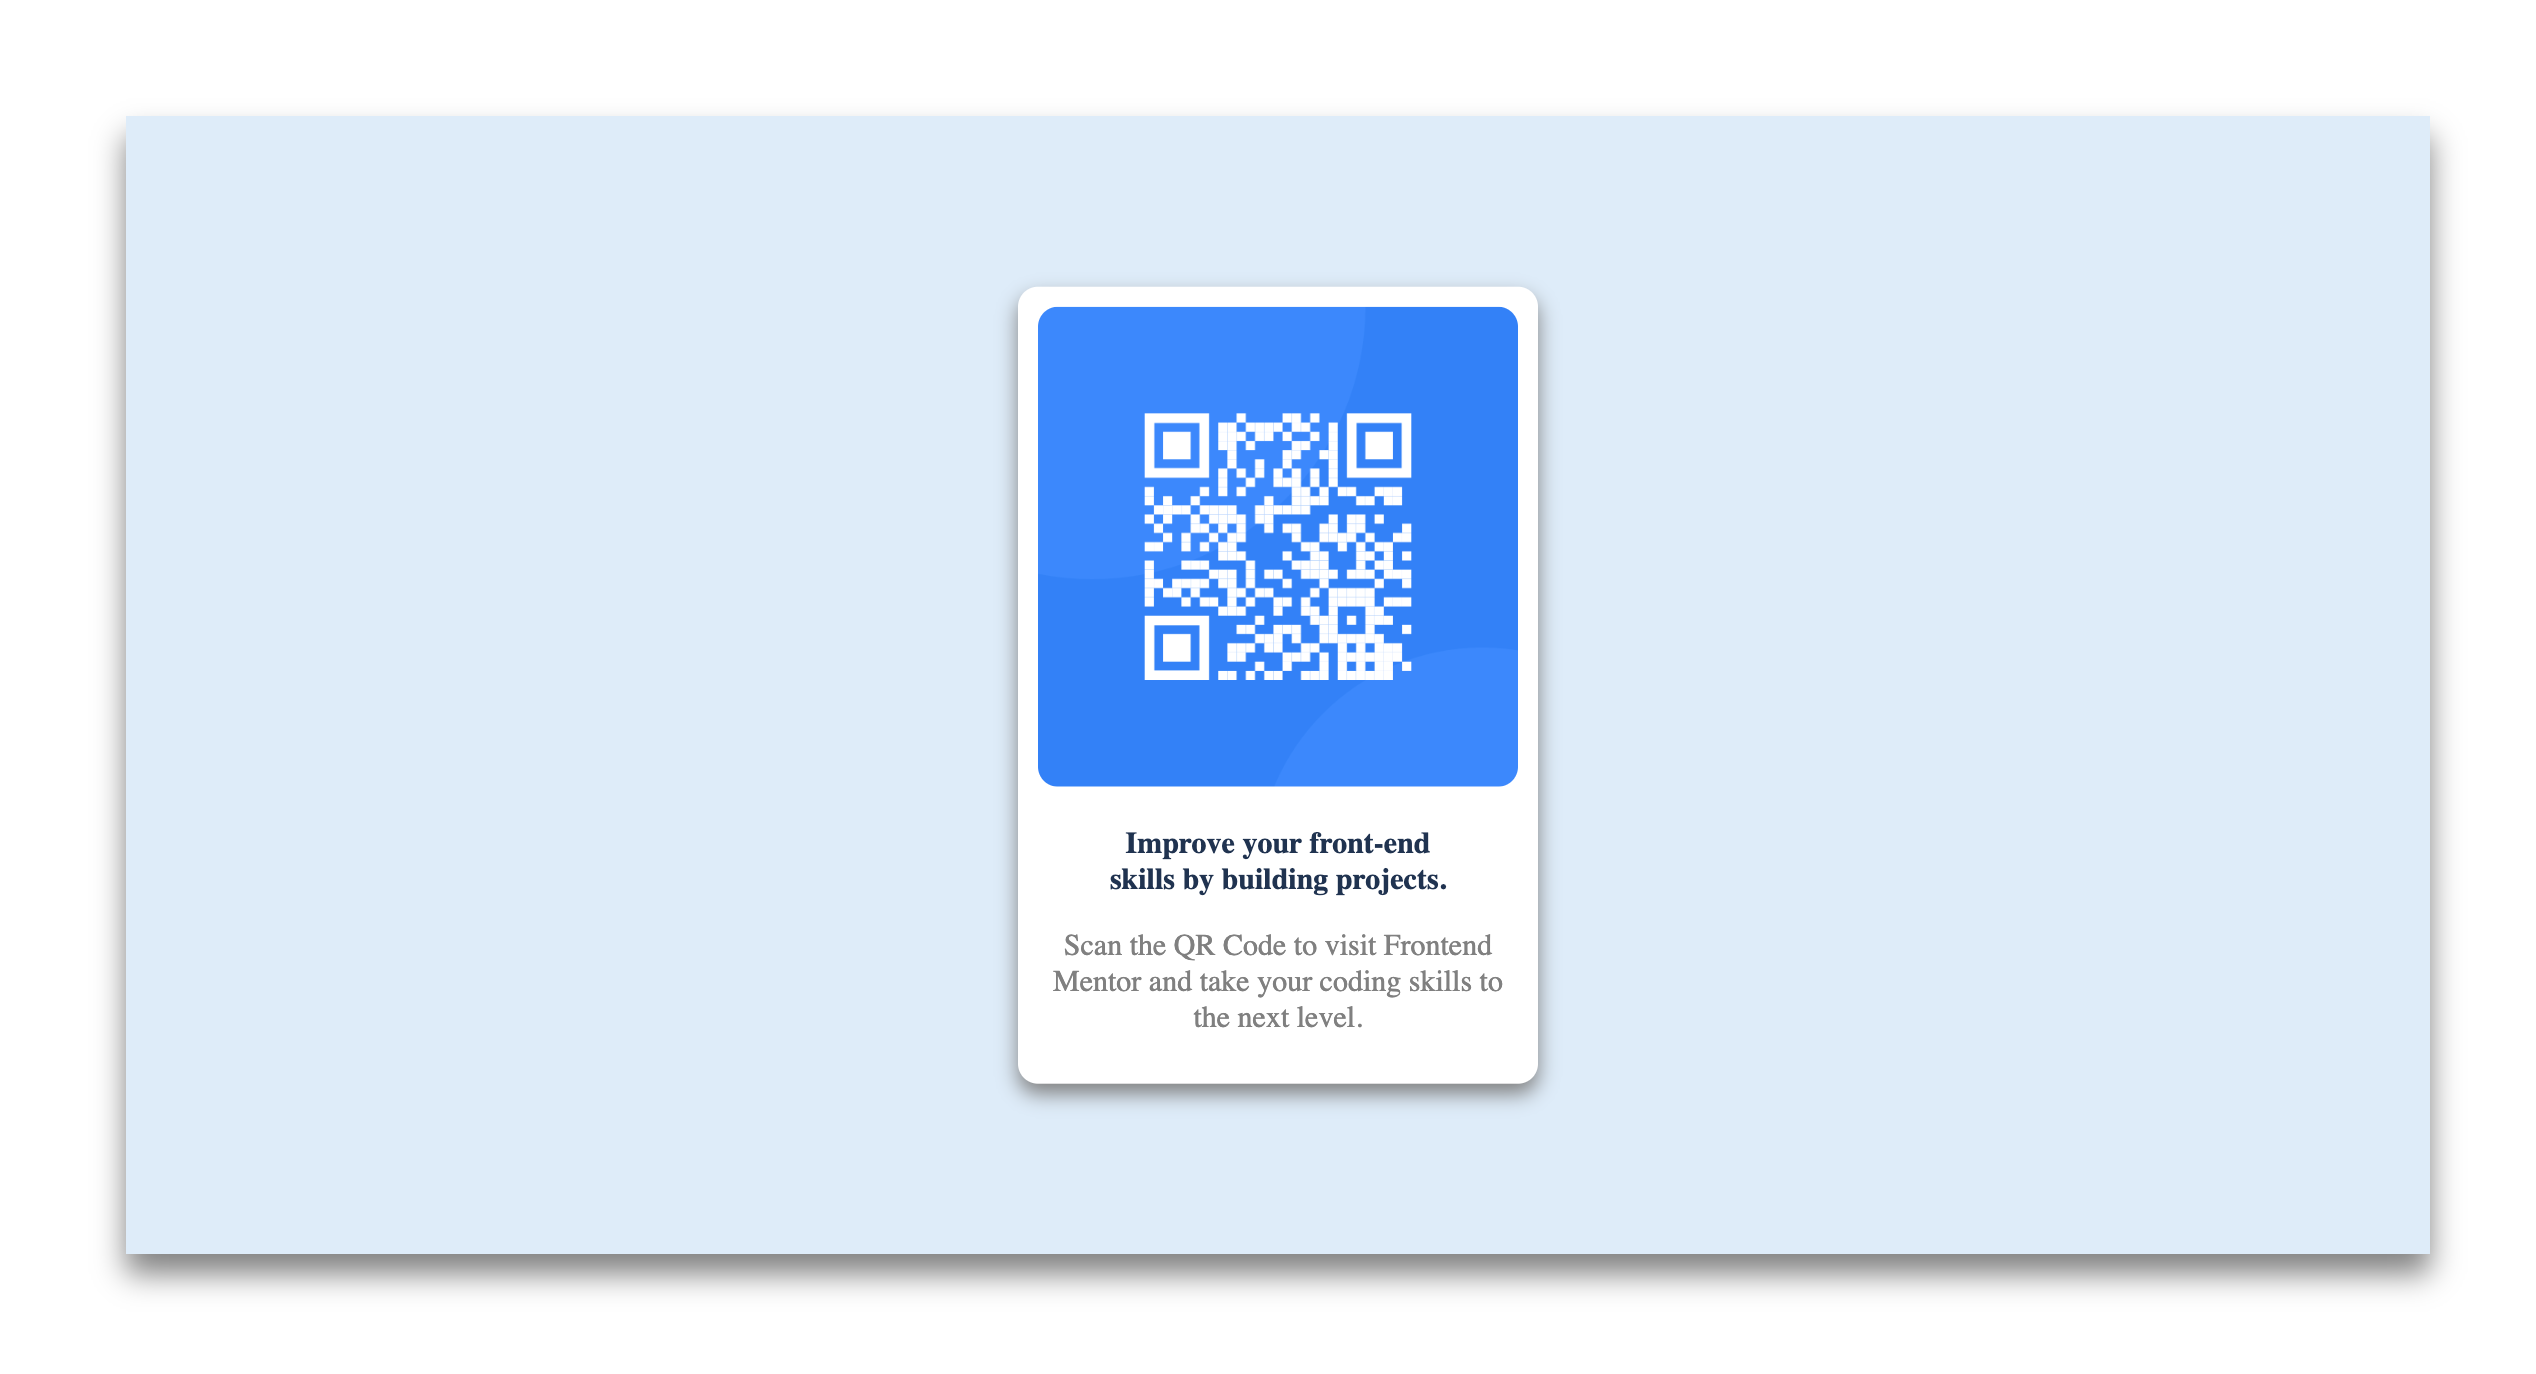 Improve your front-end
skills by building projects.
Scan the QR Code to visit Frontend
Mentor and take your coding skills to
the next level.